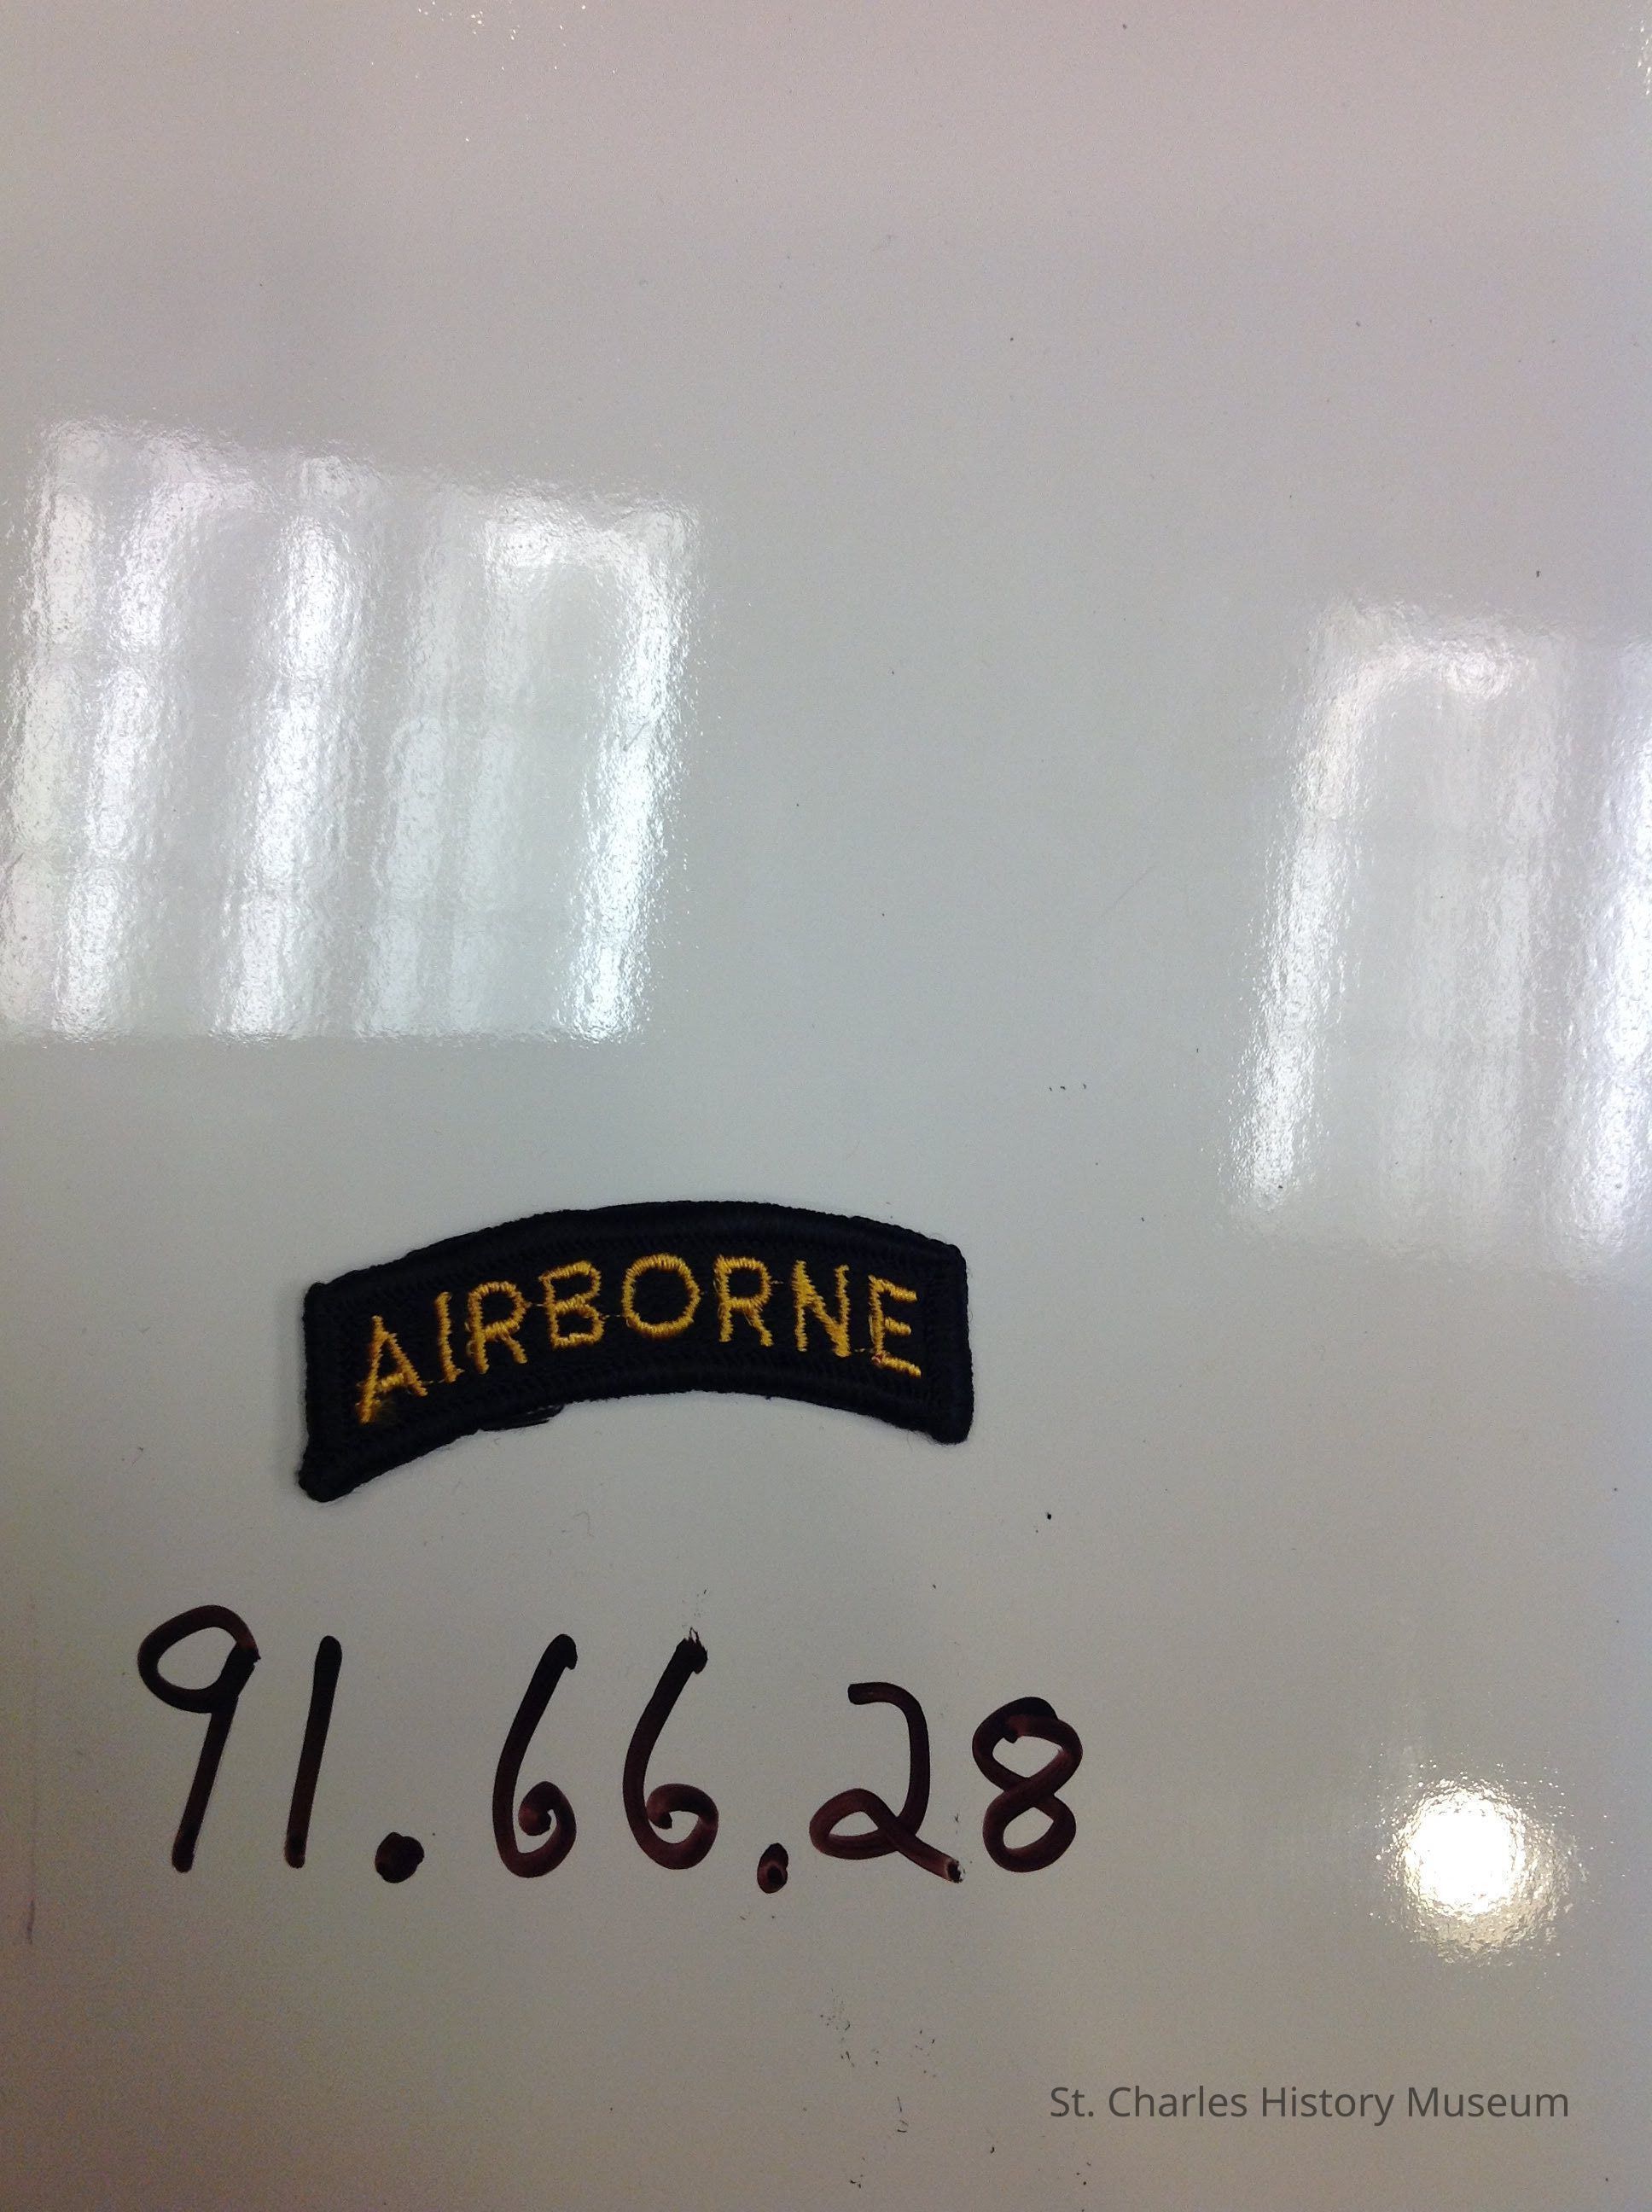 AIRBORNE
91.66.28
St. Charles History Museum